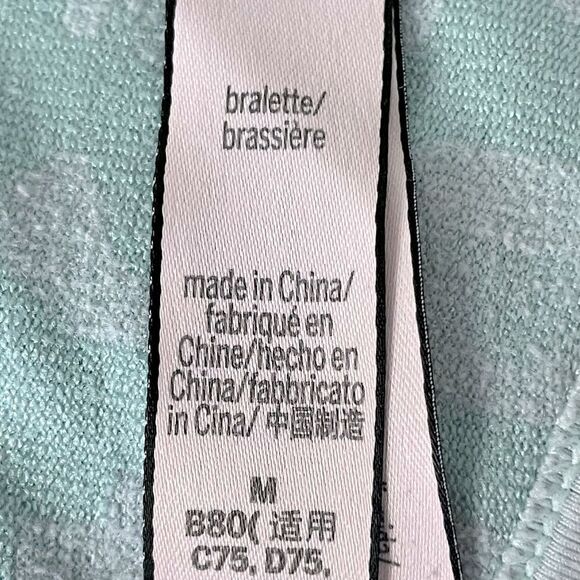 bralette/
brassière
made in China/
fabriqué en
Chine/hecho en
China/fabbricato
in Cina/ 中国制造
M
B80( 适用
C75, D75,